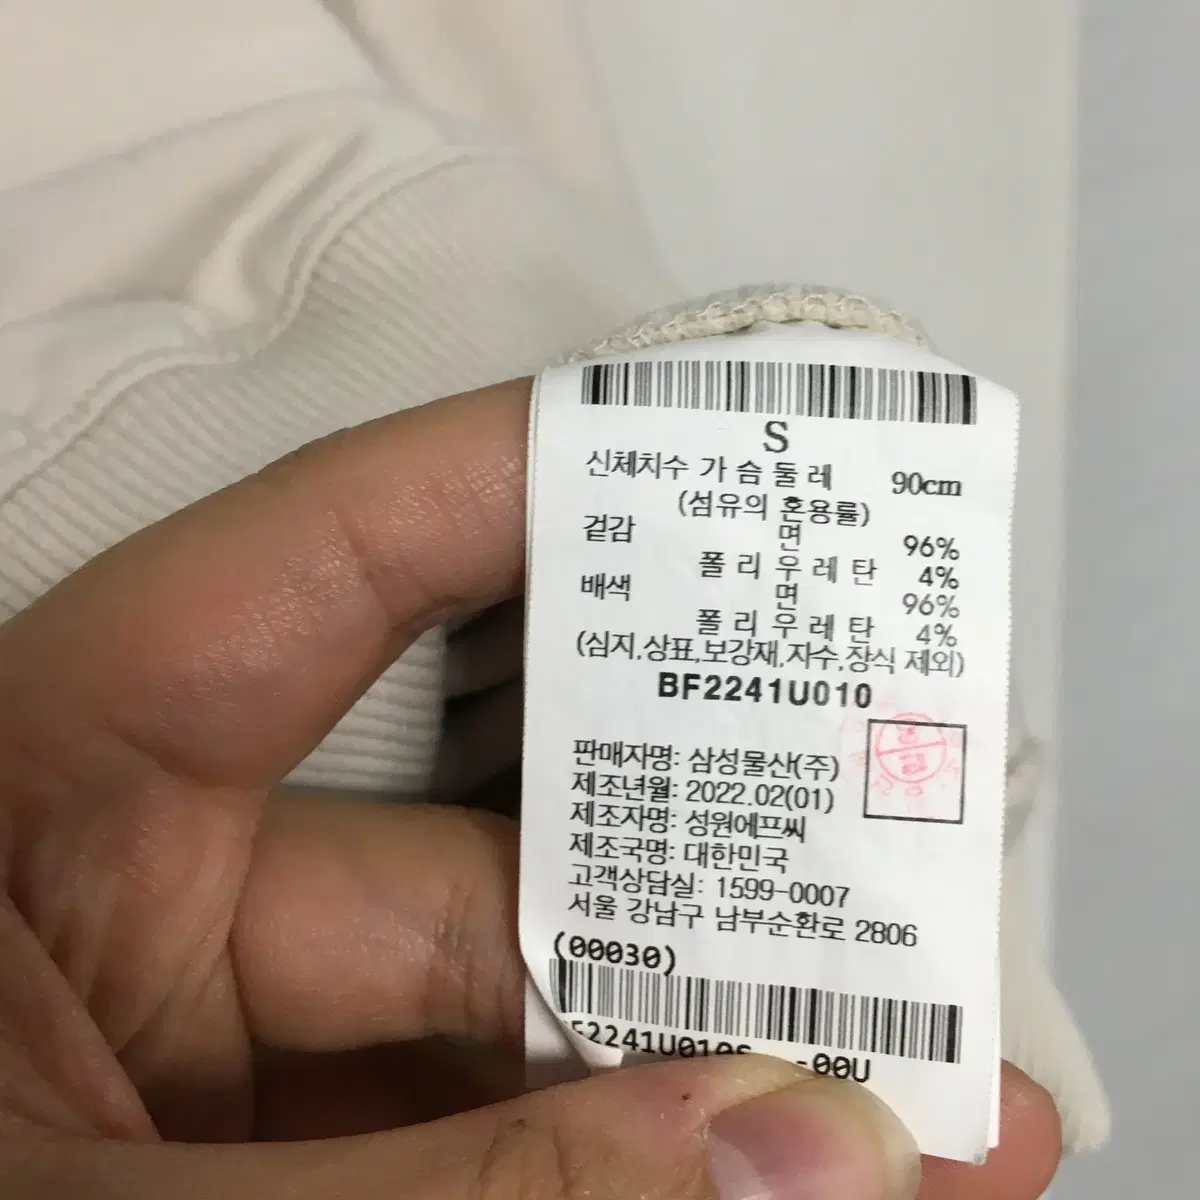 S
신체치수 가슴둘레 90cm
(섬유의 혼용률)
겉감 면 96%
폴리우레탄 4%
배색 면 96%
폴리우레탄 4%
(심지,상표,보강재,자수,장식 제외)
BF2241U010
판매자명: 삼성물산(주)
제조년월: 2022.02(01)
제조자명: 성원에프씨
제조국명: 대한민국
고객상담실: 1599-0007
서울 강남구 남부순환로 2806
(00030)
F2241U010S -00U